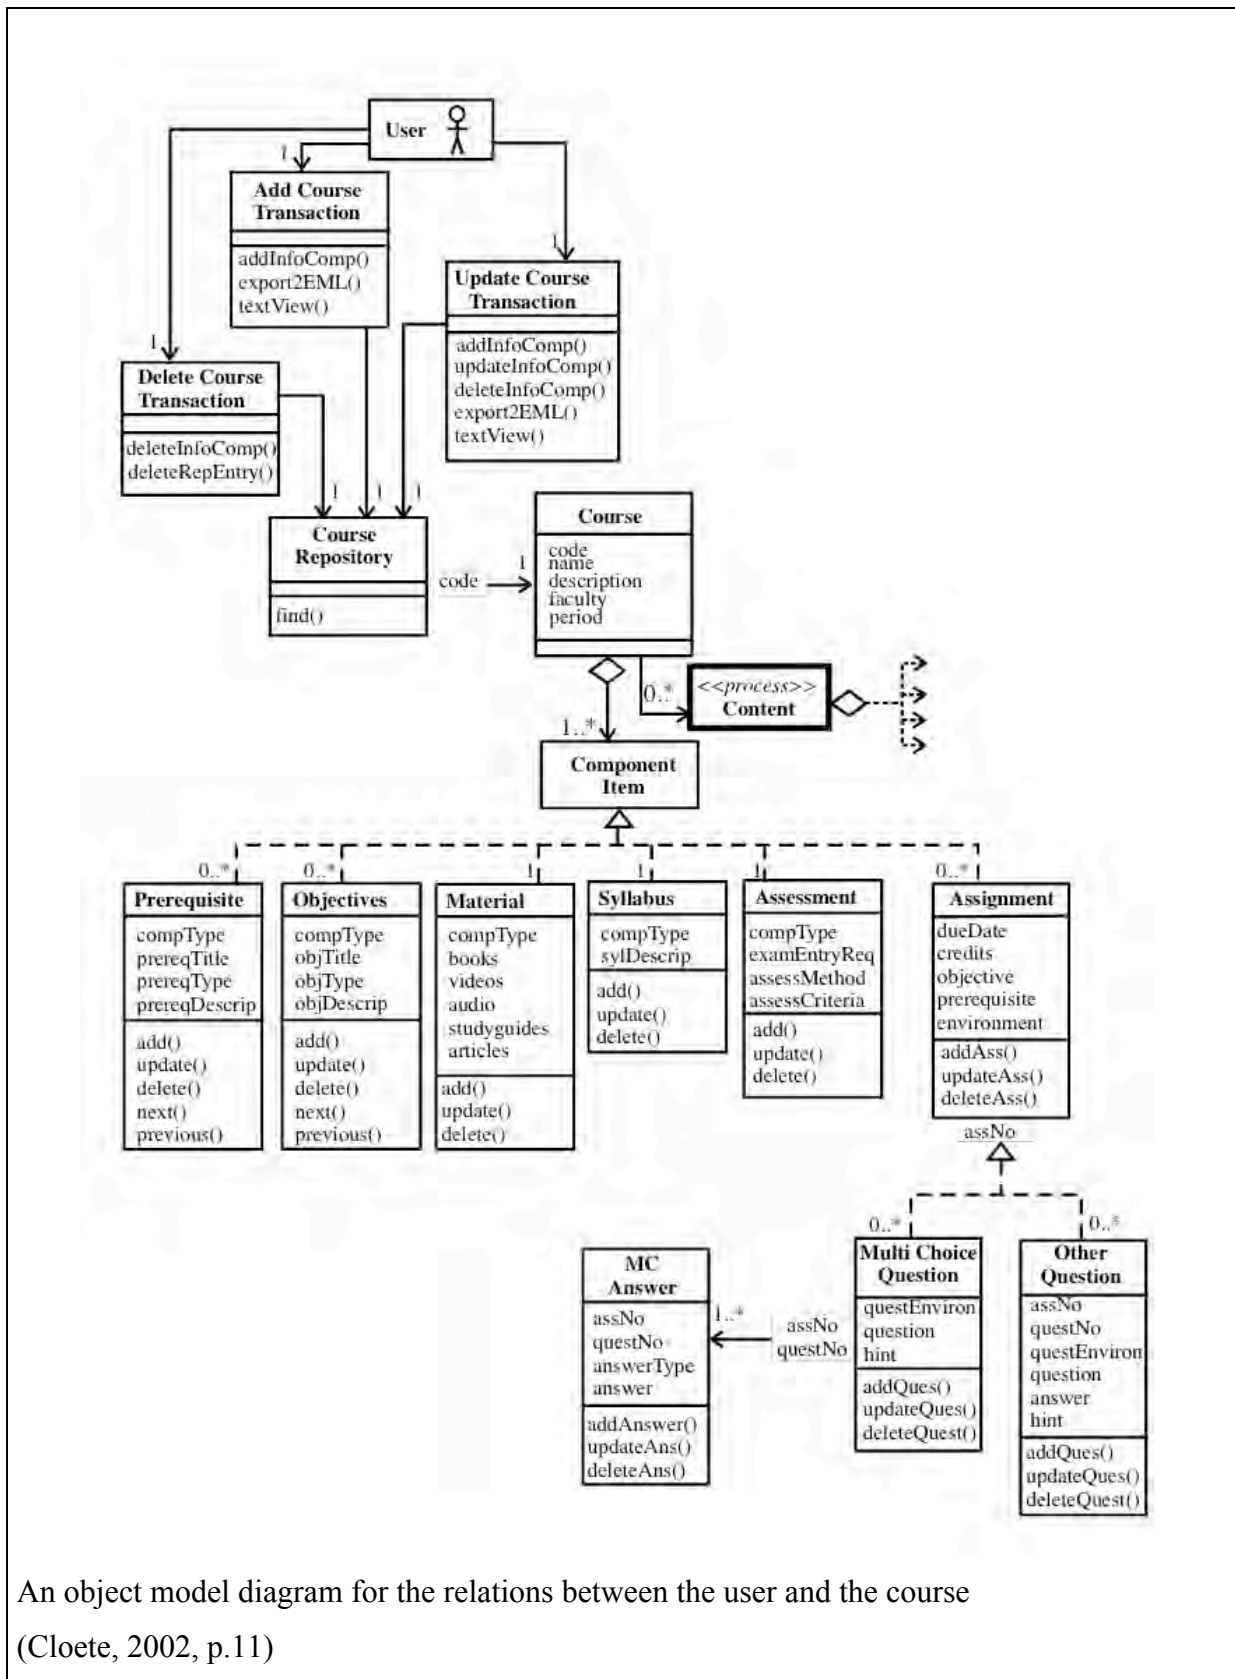 User
1
Add Course
Transaction
addInfoComp()
export2EML()
textView()
1
Update Course
Transaction
addInfoComp()
updateInfoComp()
deleteInfoComp()
export2EML()
textView()
1
Delete Course
Transaction
deleteInfoComp()
deleteRepEntry()
1
1
1
Course
Repository
find()
code
1
Course
code
name
description
faculty
period
0..*
<<process>>
Content
1..*
Component
Item
0..*
Prerequisite
compType
prereqTitle
prereqType
prereqDescrip
add()
update()
delete()
next()
previous()
0..*
Objectives
compType
objTitle
objType
objDescrip
add()
update()
delete()
next()
previous()
1
Material
compType
books
videos
audio
studyguides
articles
add()
update()
delete()
1
Syllabus
compType
sylDescrip
add()
update()
delete()
1
Assessment
compType
examEntryReq
assessMethod
assessCriteria
add()
update()
delete()
0..*
Assignment
dueDate
credits
objective
prerequisite
environment
addAss()
updateAss()
deleteAss()
assNo
0..*
Multi Choice
Question
questEnviron
question
hint
addQues()
updateQues()
deleteQuest()
0..*
Other
Question
assNo
questNo
questEnviron
question
answer
hint
addQues()
updateQues()
deleteQuest()
assNo
questNo
1..*
MC
Answer
assNo
questNo
answerType
answer
addAnswer()
updateAns()
deleteAns()
An object model diagram for the relations between the user and the course
(Cloete, 2002, p.11)